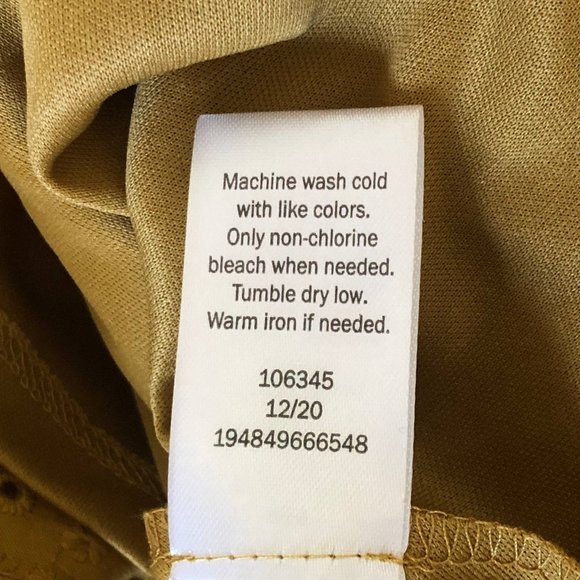 Machine wash cold
with like colors.
Only non-chlorine
bleach when needed.
Tumble dry low.
Warm iron if needed.
106345
12/20
194849666548